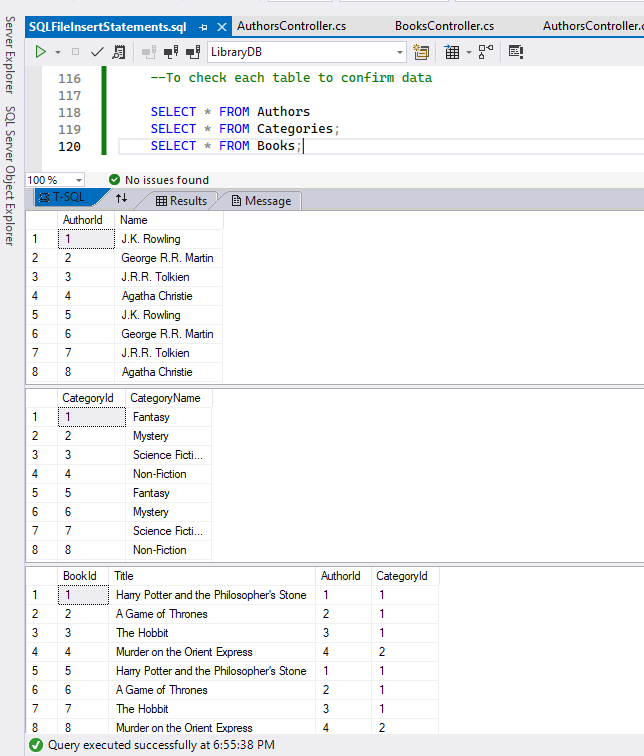 Server Explorer
SQL Server Object Explorer
SQLFileInsertStatements.sql AuthorsController.cs BooksController.cs AuthorsController.c
LibraryDB
116 --To check each table to confirm data
117
118 SELECT * FROM Authors
119 SELECT * FROM Categories;
120 SELECT * FROM Books;
100 % No issues found
T-SQL Results Message
AuthorId Name
1 1 J.K. Rowling
2 2 George R.R. Martin
3 3 J.R.R. Tolkien
4 4 Agatha Christie
5 5 J.K. Rowling
6 6 George R.R. Martin
7 7 J.R.R. Tolkien
8 8 Agatha Christie
CategoryId CategoryName
1 1 Fantasy
2 2 Mystery
3 3 Science Ficti...
4 4 Non-Fiction
5 5 Fantasy
6 6 Mystery
7 7 Science Ficti...
8 8 Non-Fiction
BookId Title AuthorId CategoryId
1 1 Harry Potter and the Philosopher's Stone 1 1
2 2 A Game of Thrones 2 1
3 3 The Hobbit 3 1
4 4 Murder on the Orient Express 4 2
5 5 Harry Potter and the Philosopher's Stone 1 1
6 6 A Game of Thrones 2 1
7 7 The Hobbit 3 1
8 8 Murder on the Orient Express 4 2
Query executed successfully at 6:55:38 PM